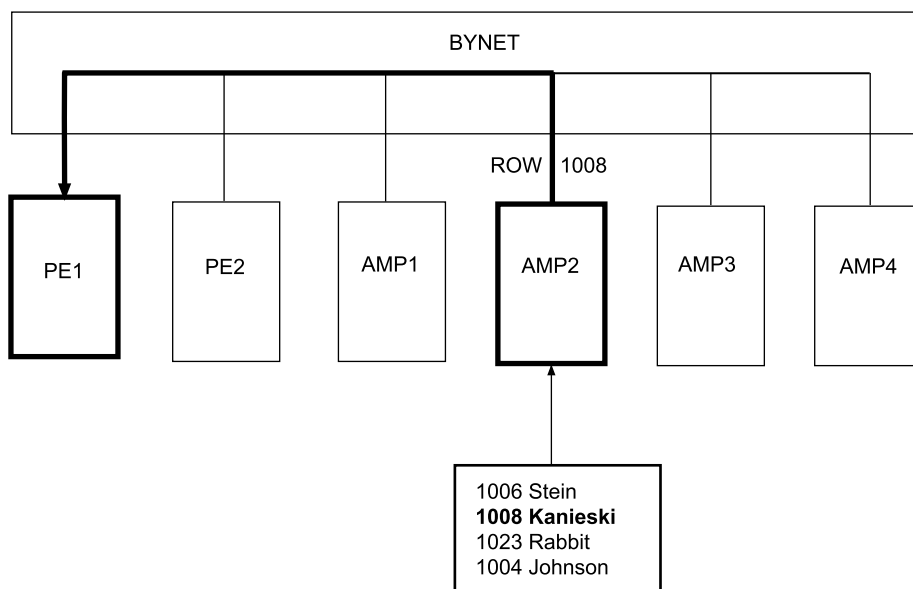 BYNET
ROW 1008
PE1
PE2
AMP1
AMP2
AMP3
AMP4
1006 Stein
1008 Kanieski
1023 Rabbit
1004 Johnson